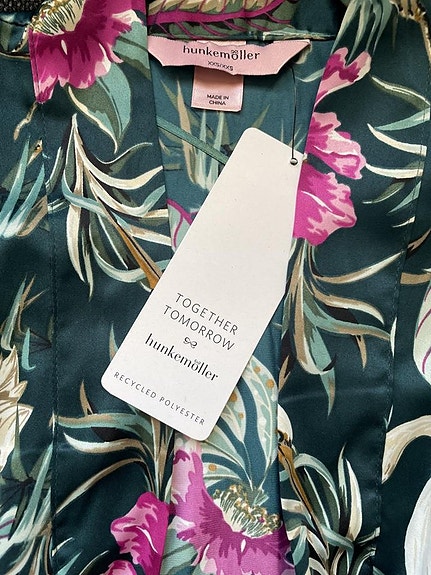 hunkemöller
XXS/XXS
MADE IN
CHINA
TOGETHER
TOMORROW
hunkemöller
RECYCLED POLYESTER